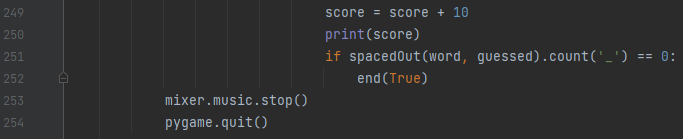 249 score = score + 10
250 print(score)
251 if spacedOut(word, guessed).count('_') == 0:
252 end(True)
253 mixer.music.stop()
254 pygame.quit()